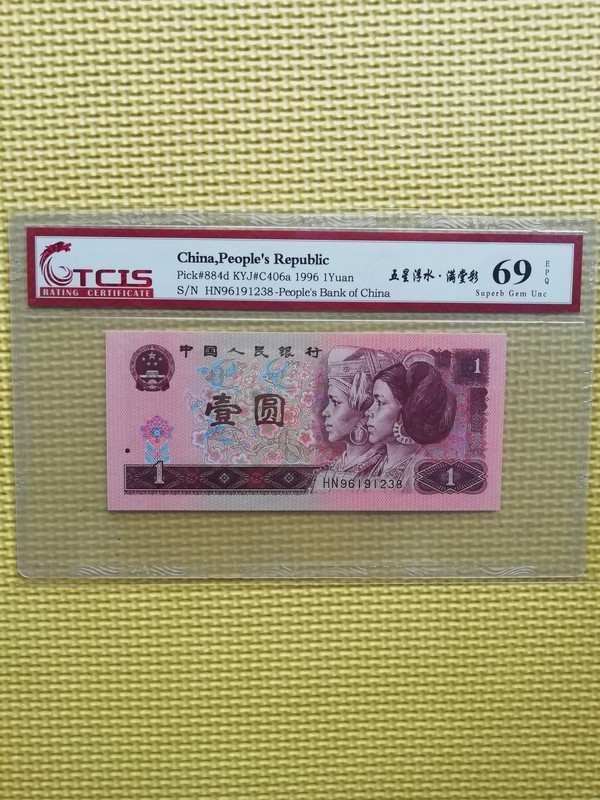 TCIS
RATING CERTIFICATE
China,People's Republic
Pick#884d KYJ#C406a 1996 1Yuan
S/N HN96191238-People's Bank of China
五星浮水·满堂彩
69
EPQ
Superb Gem Unc
中国人民银行
1
壹圆
1
1
HN96191238